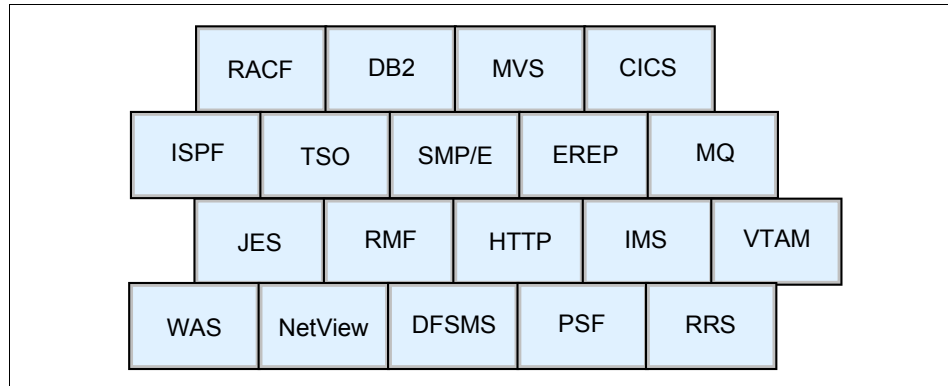 RACF DB2 MVS CICS
ISPF TSO SMP/E EREP MQ
JES RMF HTTP IMS VTAM
WAS NetView DFSMS PSF RRS